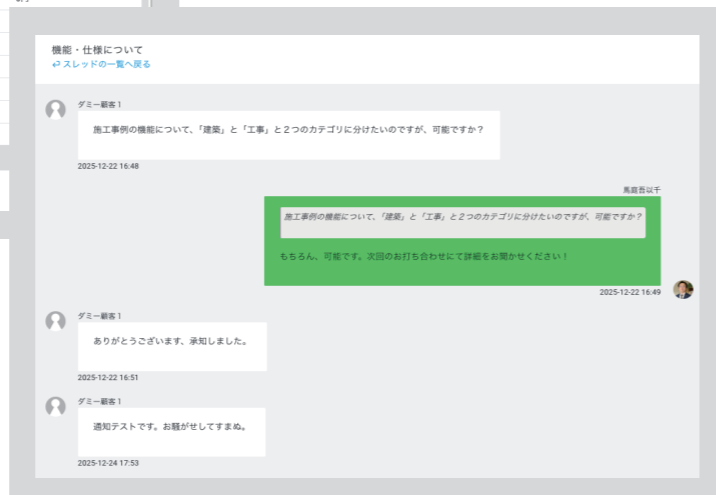 機能・仕様について
スレッドの一覧へ戻る
ダミー顧客1
施工事例の機能について、「建築」と「工事」と２つのカテゴリに分けたいのですが、可能ですか？
2025-12-22 16:48
馬庭吾以千
施工事例の機能について、「建築」と「工事」と２つのカテゴリに分けたいのですが、可能ですか？
もちろん、可能です。次回のお打ち合わせにて詳細をお聞かせください！
2025-12-22 16:49
ダミー顧客1
ありがとうございます、承知しました。
2025-12-22 16:51
ダミー顧客1
通知テストです。お騒がせしてすまぬ。
2025-12-24 17:53